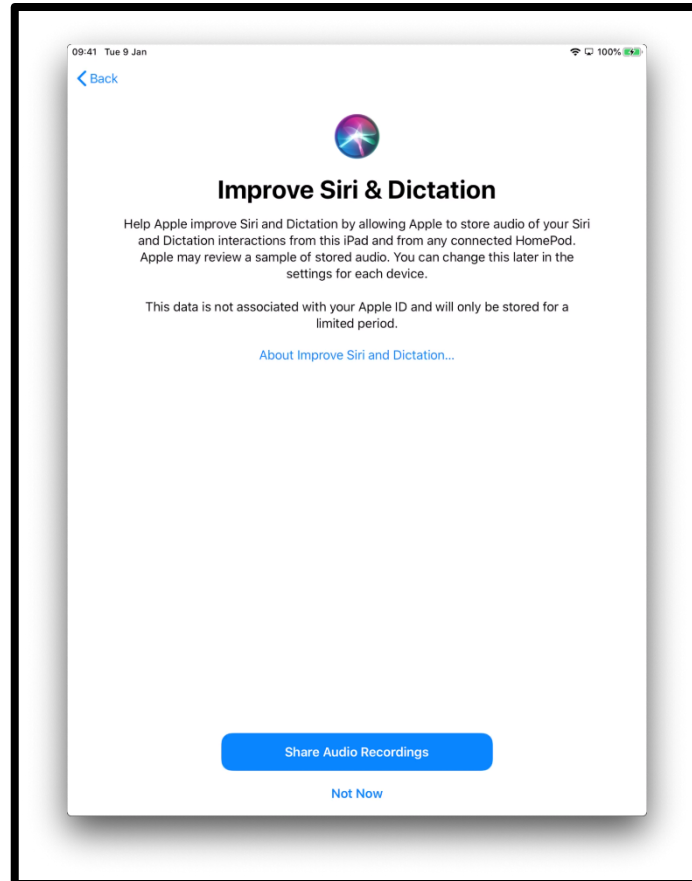 09:41 Tue 9 Jan 100%
Back
Improve Siri & Dictation
Help Apple improve Siri and Dictation by allowing Apple to store audio of your Siri
and Dictation interactions from this iPad and from any connected HomePod.
Apple may review a sample of stored audio. You can change this later in the
settings for each device.
This data is not associated with your Apple ID and will only be stored for a
limited period.
About Improve Siri and Dictation...
Share Audio Recordings
Not Now